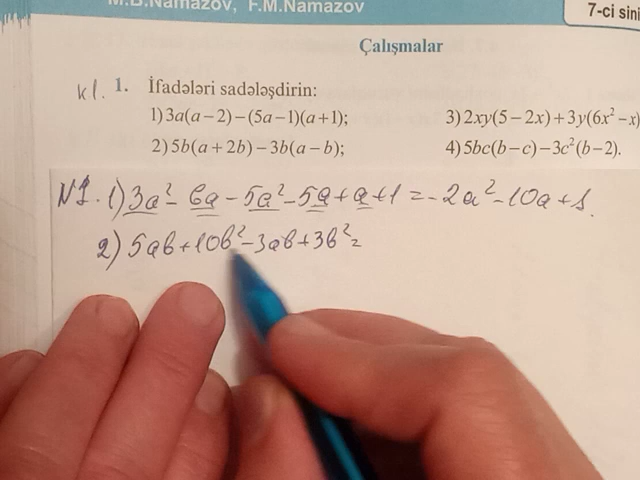 M.B.Namazov, F.M.Namazov
7-ci sini
Çalışmalar
kl. 1. İfadələri sadələşdirin:
1) 3a(a−2)−(5a−1)(a+1);
3) 2xy(5−2x)+3y(6x²−x)
2) 5b(a+2b)−3b(a−b);
4) 5bc(b−c)−3c²(b−2).
№1. 1) 3a²−6a−5a²−5a+a+1=−2a²−10a+1.
2) 5ab+10b²−3ab+3b²=